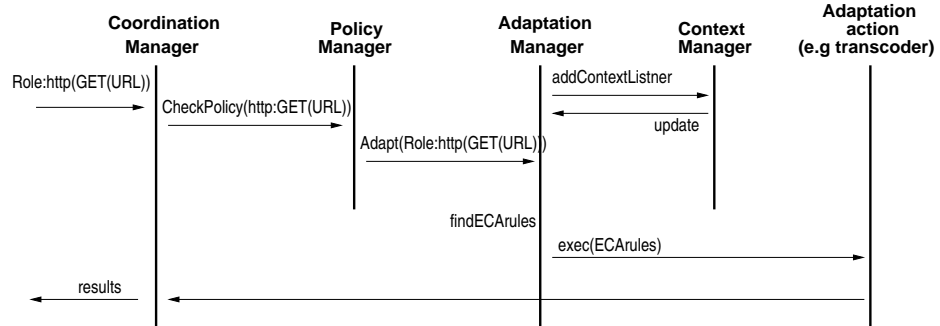 Coordination
Manager
Policy
Manager
Adaptation
Manager
Context
Manager
Adaptation
action
(e.g transcoder)
Role:http(GET(URL))
addContextListner
CheckPolicy(http:GET(URL))
update
Adapt(Role:http(GET(URL)))
findECArules
exec(ECArules)
results